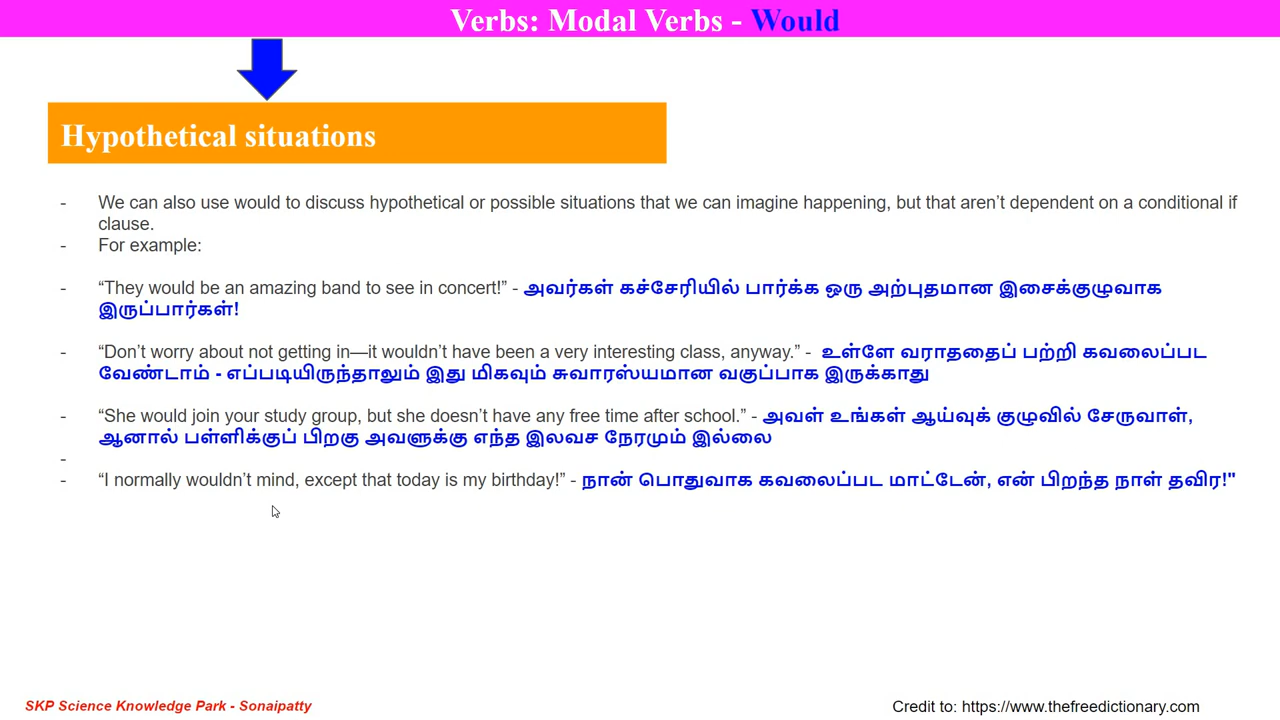 Verbs: Modal Verbs - Would
Hypothetical situations
- We can also use would to discuss hypothetical or possible situations that we can imagine happening, but that aren’t dependent on a conditional if
clause.
- For example:
- “They would be an amazing band to see in concert!” - அவர்கள் கச்சேரியில் பார்க்க ஒரு அற்புதமான இசைக்குழுவாக
இருப்பார்கள்!
- “Don’t worry about not getting in—it wouldn’t have been a very interesting class, anyway.” - உள்ளே வராததைப் பற்றி கவலைப்பட
வேண்டாம் - எப்படியிருந்தாலும் இது மிகவும் சுவாரஸ்யமான வகுப்பாக இருக்காது
- “She would join your study group, but she doesn’t have any free time after school.” - அவள் உங்கள் ஆய்வுக் குழுவில் சேருவாள்,
ஆனால் பள்ளிக்குப் பிறகு அவளுக்கு எந்த இலவச நேரமும் இல்லை
-
- “I normally wouldn’t mind, except that today is my birthday!” - நான் பொதுவாக கவலைப்பட மாட்டேன், என் பிறந்த நாள் தவிர!"
SKP Science Knowledge Park - Sonaipatty
Credit to: https://www.thefreedictionary.com